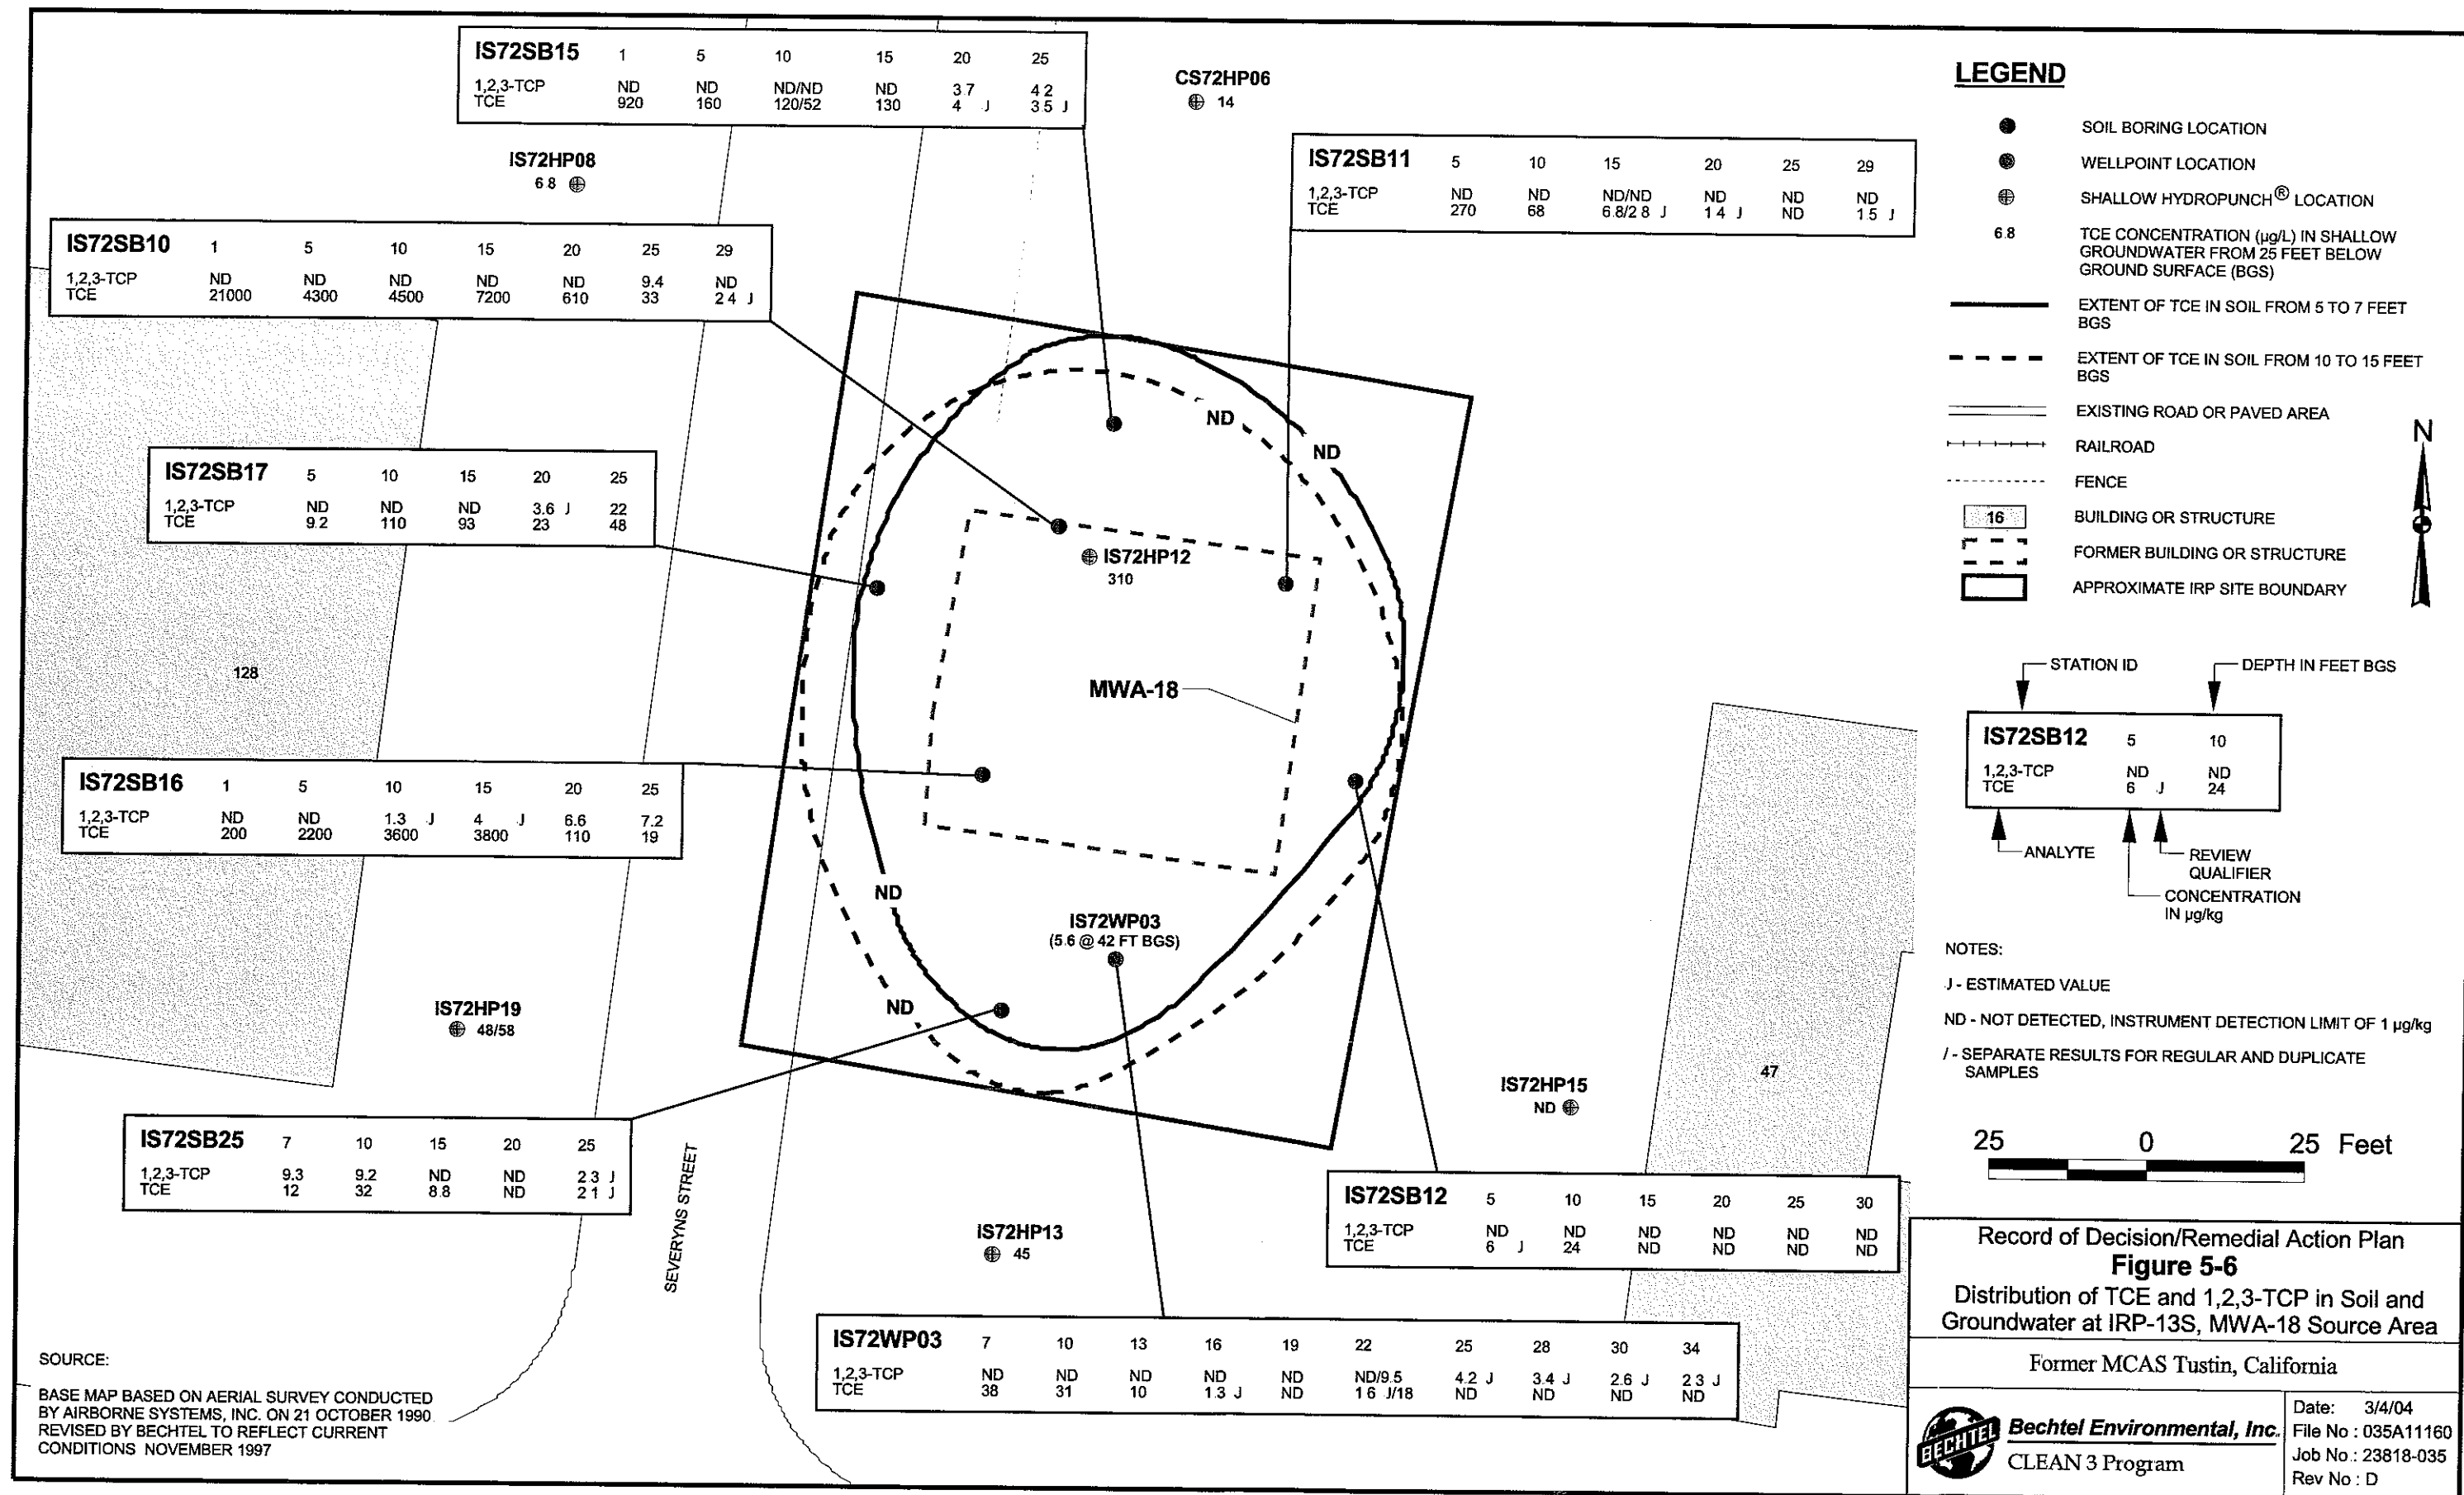 IS72SB15 1 5 10 15 20 25
1,2,3-TCP ND ND ND/ND ND 3.7 4 2
TCE 920 160 120/52 130 4 J 3 5 J
CS72HP06
14
IS72HP08
6 8
IS72SB11 5 10 15 20 25 29
1,2,3-TCP ND ND ND/ND ND ND ND
TCE 270 68 6.8/2 8 J 1 4 J ND 1 5 J
IS72SB10 1 5 10 15 20 25 29
1,2,3-TCP ND ND ND ND ND 9.4 ND
TCE 21000 4300 4500 7200 610 33 2 4 J
ND
ND
IS72SB17 5 10 15 20 25
1,2,3-TCP ND ND ND 3.6 J 22
TCE 9.2 110 93 23 48
IS72HP12
310
128
MWA-18
IS72SB16 1 5 10 15 20 25
1,2,3-TCP ND ND 1.3 J 4 J 6.6 7.2
TCE 200 2200 3600 3800 110 19
ND
IS72WP03
(5.6 @ 42 FT BGS)
ND
IS72HP19
48/58
IS72HP15
ND
47
IS72SB25 7 10 15 20 25
1,2,3-TCP 9.3 9.2 ND ND 2 3 J
TCE 12 32 8.8 ND 2 1 J
SEVERYNS STREET
IS72HP13
45
IS72SB12 5 10 15 20 25 30
1,2,3-TCP ND ND ND ND ND ND
TCE 6 J 24 ND ND ND ND
IS72WP03 7 10 13 16 19 22 25 28 30 34
1,2,3-TCP ND ND ND ND ND ND/9.5 4.2 J 3.4 J 2.6 J 2 3 J
TCE 38 31 10 1.3 J ND 1 6 J/18 ND ND ND ND
SOURCE:
BASE MAP BASED ON AERIAL SURVEY CONDUCTED
BY AIRBORNE SYSTEMS, INC. ON 21 OCTOBER 1990
REVISED BY BECHTEL TO REFLECT CURRENT
CONDITIONS NOVEMBER 1997
LEGEND
SOIL BORING LOCATION
WELLPOINT LOCATION
SHALLOW HYDROPUNCH® LOCATION
6 8 TCE CONCENTRATION (µg/L) IN SHALLOW
GROUNDWATER FROM 25 FEET BELOW
GROUND SURFACE (BGS)
EXTENT OF TCE IN SOIL FROM 5 TO 7 FEET
BGS
EXTENT OF TCE IN SOIL FROM 10 TO 15 FEET
BGS
EXISTING ROAD OR PAVED AREA
RAILROAD
FENCE
16 BUILDING OR STRUCTURE
FORMER BUILDING OR STRUCTURE
APPROXIMATE IRP SITE BOUNDARY
N
STATION ID
DEPTH IN FEET BGS
IS72SB12 5 10
1,2,3-TCP ND ND
TCE 6 J 24
ANALYTE
REVIEW
QUALIFIER
CONCENTRATION
IN µg/kg
NOTES:
J - ESTIMATED VALUE
ND - NOT DETECTED, INSTRUMENT DETECTION LIMIT OF 1 µg/kg
/ - SEPARATE RESULTS FOR REGULAR AND DUPLICATE
SAMPLES
25 0 25 Feet
Record of Decision/Remedial Action Plan
Figure 5-6
Distribution of TCE and 1,2,3-TCP in Soil and
Groundwater at IRP-13S, MWA-18 Source Area
Former MCAS Tustin, California
BECHTEL
Bechtel Environmental, Inc.
CLEAN 3 Program
Date: 3/4/04
File No : 035A11160
Job No.: 23818-035
Rev No : D